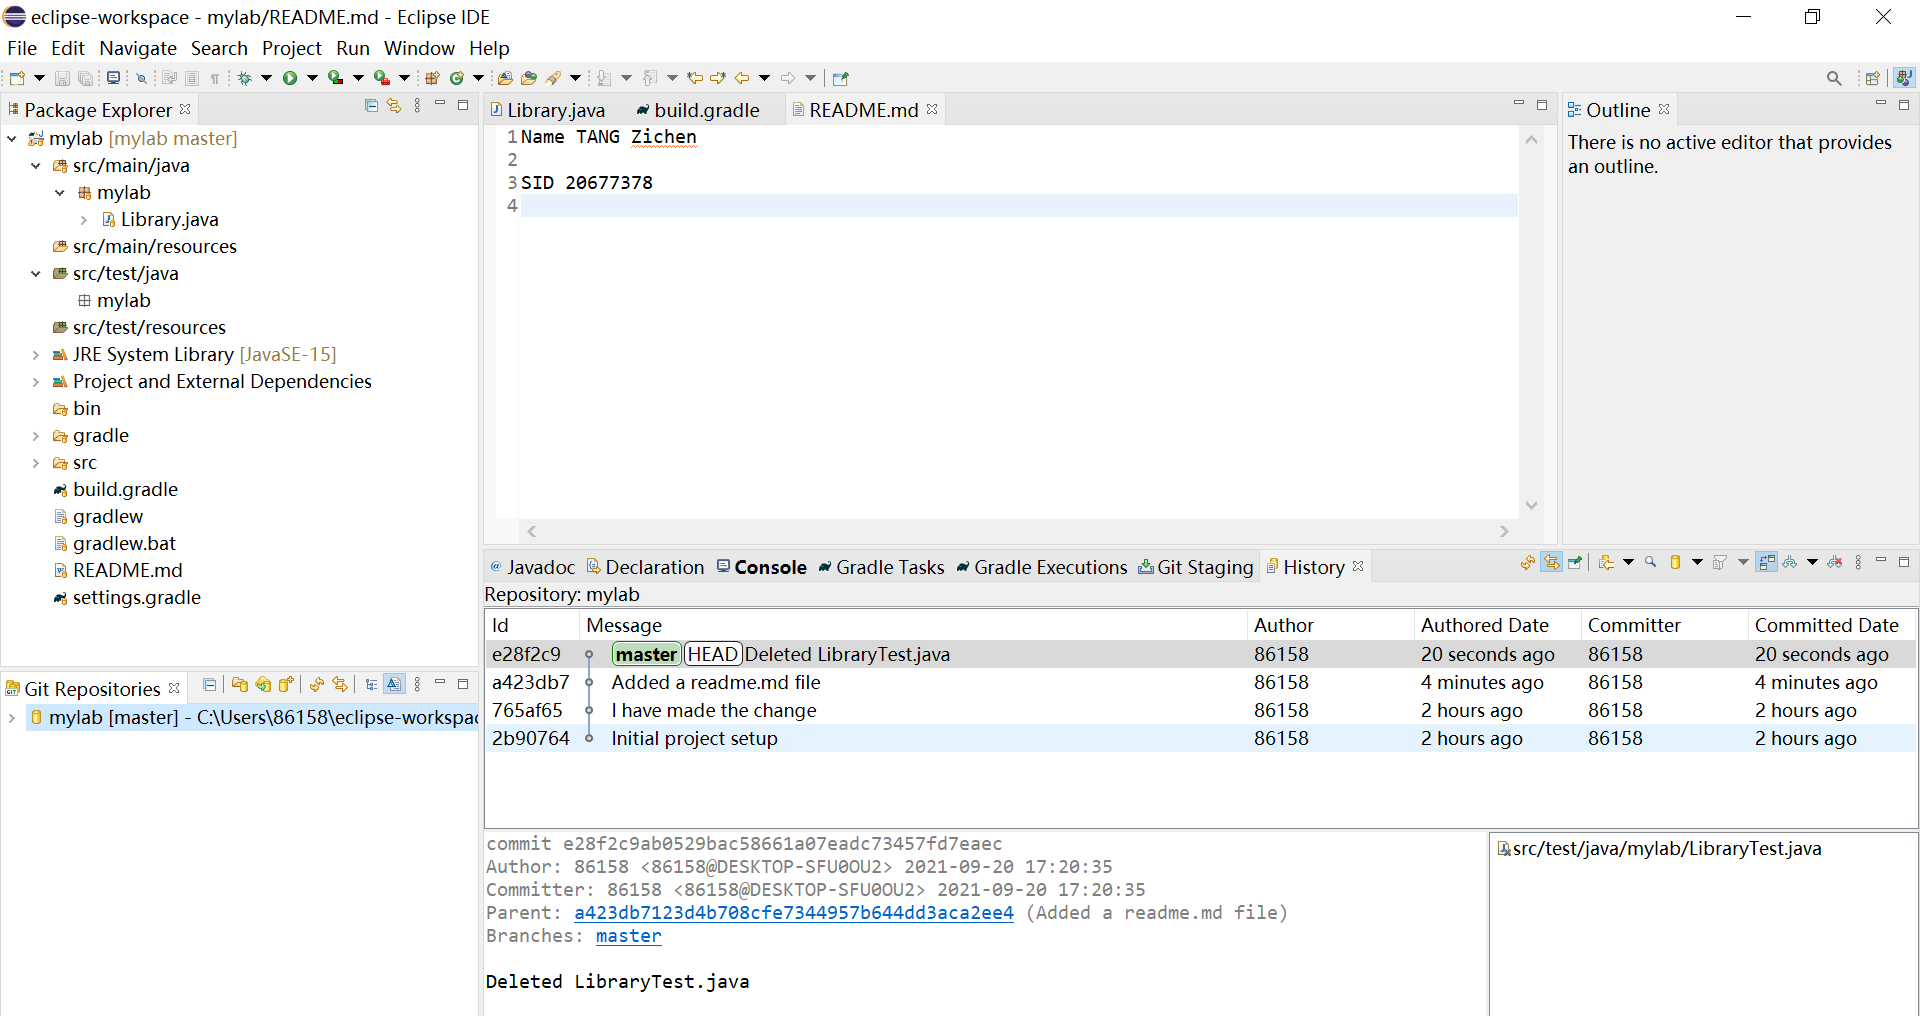 eclipse-workspace - mylab/README.md - Eclipse IDE
File Edit Navigate Search Project Run Window Help
Package Explorer
mylab [mylab master]
src/main/java
mylab
Library.java
src/main/resources
src/test/java
mylab
src/test/resources
JRE System Library [JavaSE-15]
Project and External Dependencies
bin
gradle
src
build.gradle
gradlew
gradlew.bat
README.md
settings.gradle
Git Repositories
mylab [master] - C:\Users\86158\eclipse-workspac
Library.java build.gradle README.md
1 Name TANG Zichen
2
3 SID 20677378
4
Outline
There is no active editor that provides
an outline.
@ Javadoc Declaration Console Gradle Tasks Gradle Executions Git Staging History
Repository: mylab
Id Message Author Authored Date Committer Committed Date
e28f2c9 master HEAD Deleted LibraryTest.java 86158 20 seconds ago 86158 20 seconds ago
a423db7 Added a readme.md file 86158 4 minutes ago 86158 4 minutes ago
765af65 I have made the change 86158 2 hours ago 86158 2 hours ago
2b90764 Initial project setup 86158 2 hours ago 86158 2 hours ago
commit e28f2c9ab0529bac58661a07eadc73457fd7eaec
Author: 86158 <86158@DESKTOP-SFU0OU2> 2021-09-20 17:20:35
Committer: 86158 <86158@DESKTOP-SFU0OU2> 2021-09-20 17:20:35
Parent: a423db7123d4b708cfe7344957b644dd3aca2ee4 (Added a readme.md file)
Branches: master
Deleted LibraryTest.java
src/test/java/mylab/LibraryTest.java